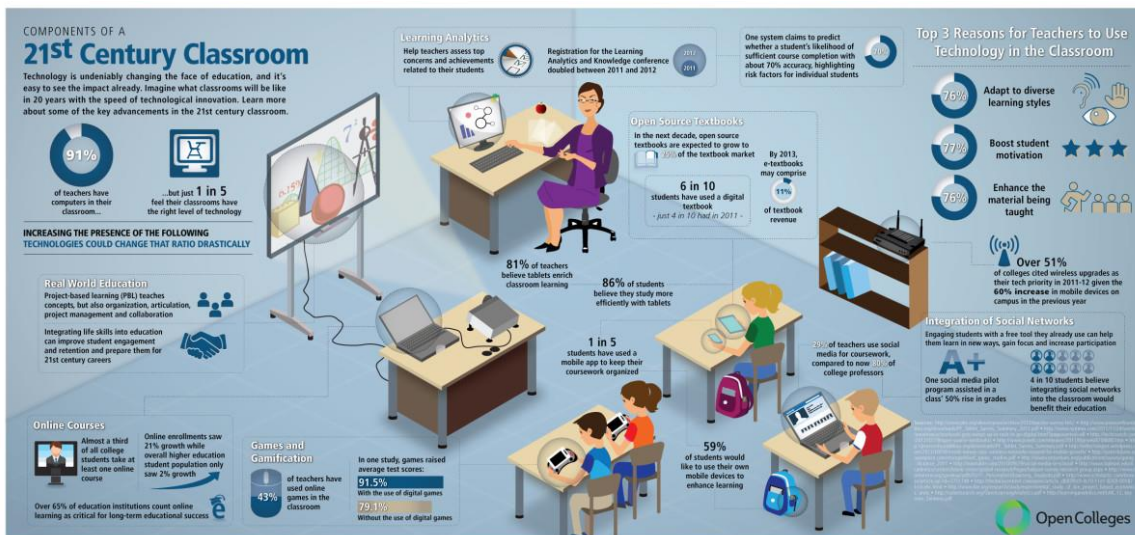 COMPONENTS OF A
21st Century Classroom
Technology is undeniably changing the face of education, and it's
easy to see the impact already. Imagine what classrooms will be like
in 20 years with the speed of technological innovation. Learn more
about some of the key advancements in the 21st century classroom.
91%
of teachers have
computers in their
classroom...
...but just 1 in 5
feel their classrooms have
the right level of technology
INCREASING THE PRESENCE OF THE FOLLOWING
TECHNOLOGIES COULD CHANGE THAT RATIO DRASTICALLY
Real World Education
Project-based learning (PBL) teaches
concepts, but also organization, articulation,
project management and collaboration
Integrating life skills into education
can improve student engagement
and retention and prepare them for
21st century careers
Online Courses
Almost a third
of all college
students take at
least one online
course
Online enrollments saw
21% growth while
overall higher education
student population only
saw 2% growth
Over 65% of education institutions count online
learning as critical for long-term educational success
Games and
Gamification
43%
of teachers have
used online
games in the
classroom
In one study, games raised
average test scores:
91.5%
With the use of digital games
79.1%
Without the use of digital games
Learning Analytics
Help teachers assess top
concerns and achievements
related to their students
Registration for the Learning
Analytics and Knowledge conference
doubled between 2011 and 2012
2012
2011
One system claims to predict
whether a student's likelihood of
sufficient course completion with
about 70% accuracy, highlighting
risk factors for individual students
70%
Open Source Textbooks
In the next decade, open source
textbooks are expected to grow to
of the textbook market
6 in 10
students have used a digital
textbook
- just 4 in 10 had in 2011 -
By 2013,
e-textbooks
may comprise
11%
of textbook
revenue
81% of teachers
believe tablets enrich
classroom learning
86% of students
believe they study more
efficiently with tablets
1 in 5
students have used a
mobile app to keep their
coursework organized
of teachers use social
media for coursework,
compared to now 80% of
college professors
59%
of students would
like to use their own
mobile devices to
enhance learning
Top 3 Reasons for Teachers to Use
Technology in the Classroom
76%
Adapt to diverse
learning styles
77%
Boost student
motivation
76%
Enhance the
material being
taught
Over 51%
of colleges cited wireless upgrades as
their tech priority in 2011-12 given the
60% increase in mobile devices on
campus in the previous year
Integration of Social Networks
Engaging students with a free tool they already use can help
them learn in new ways, gain focus and increase participation
A+
One social media pilot
program assisted in a
class' 50% rise in grades
4 in 10 students believe
integrating social networks
into the classroom would
benefit their education
OpenColleges